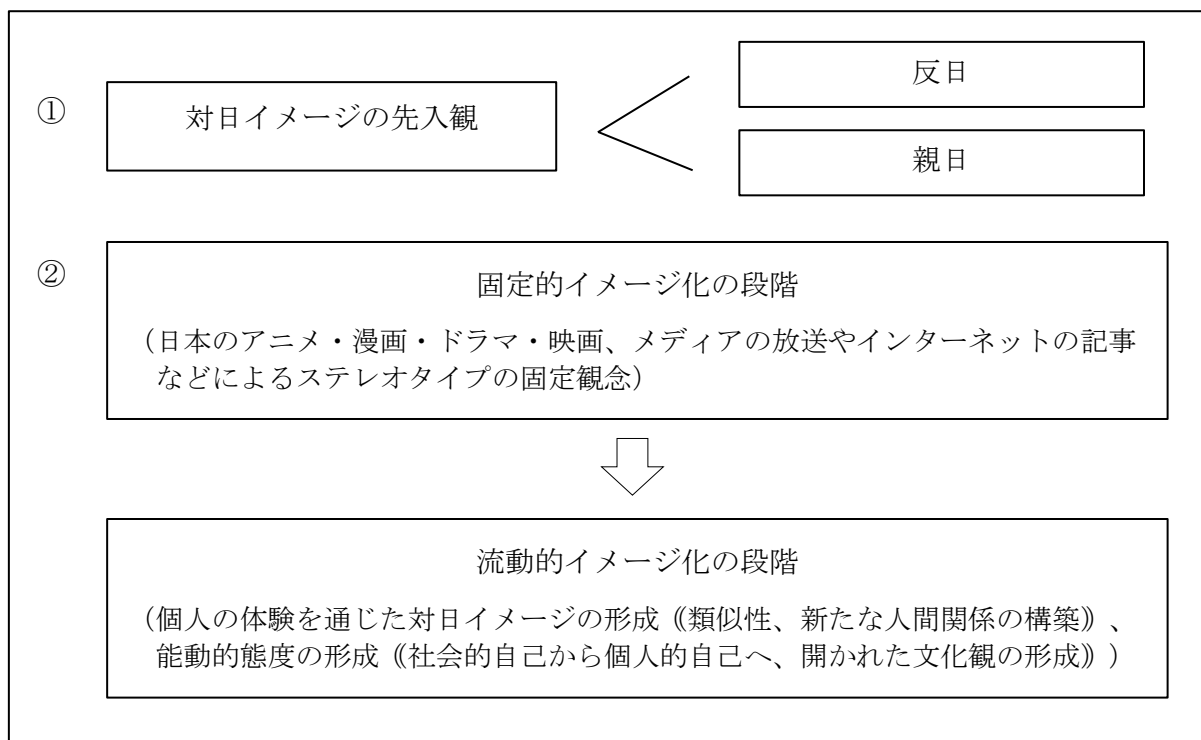 反日
① 対日イメージの先入観
親日
② 固定的イメージ化の段階
(日本のアニメ・漫画・ドラマ・映画、メディアの放送やインターネットの記事
などによるステレオタイプの固定観念)
流動的イメージ化の段階
(個人の体験を通じた対日イメージの形成⸨類似性、新たな人間関係の構築⸩、
能動的態度の形成⸨社会的自己から個人的自己へ、開かれた文化観の形成⸩)